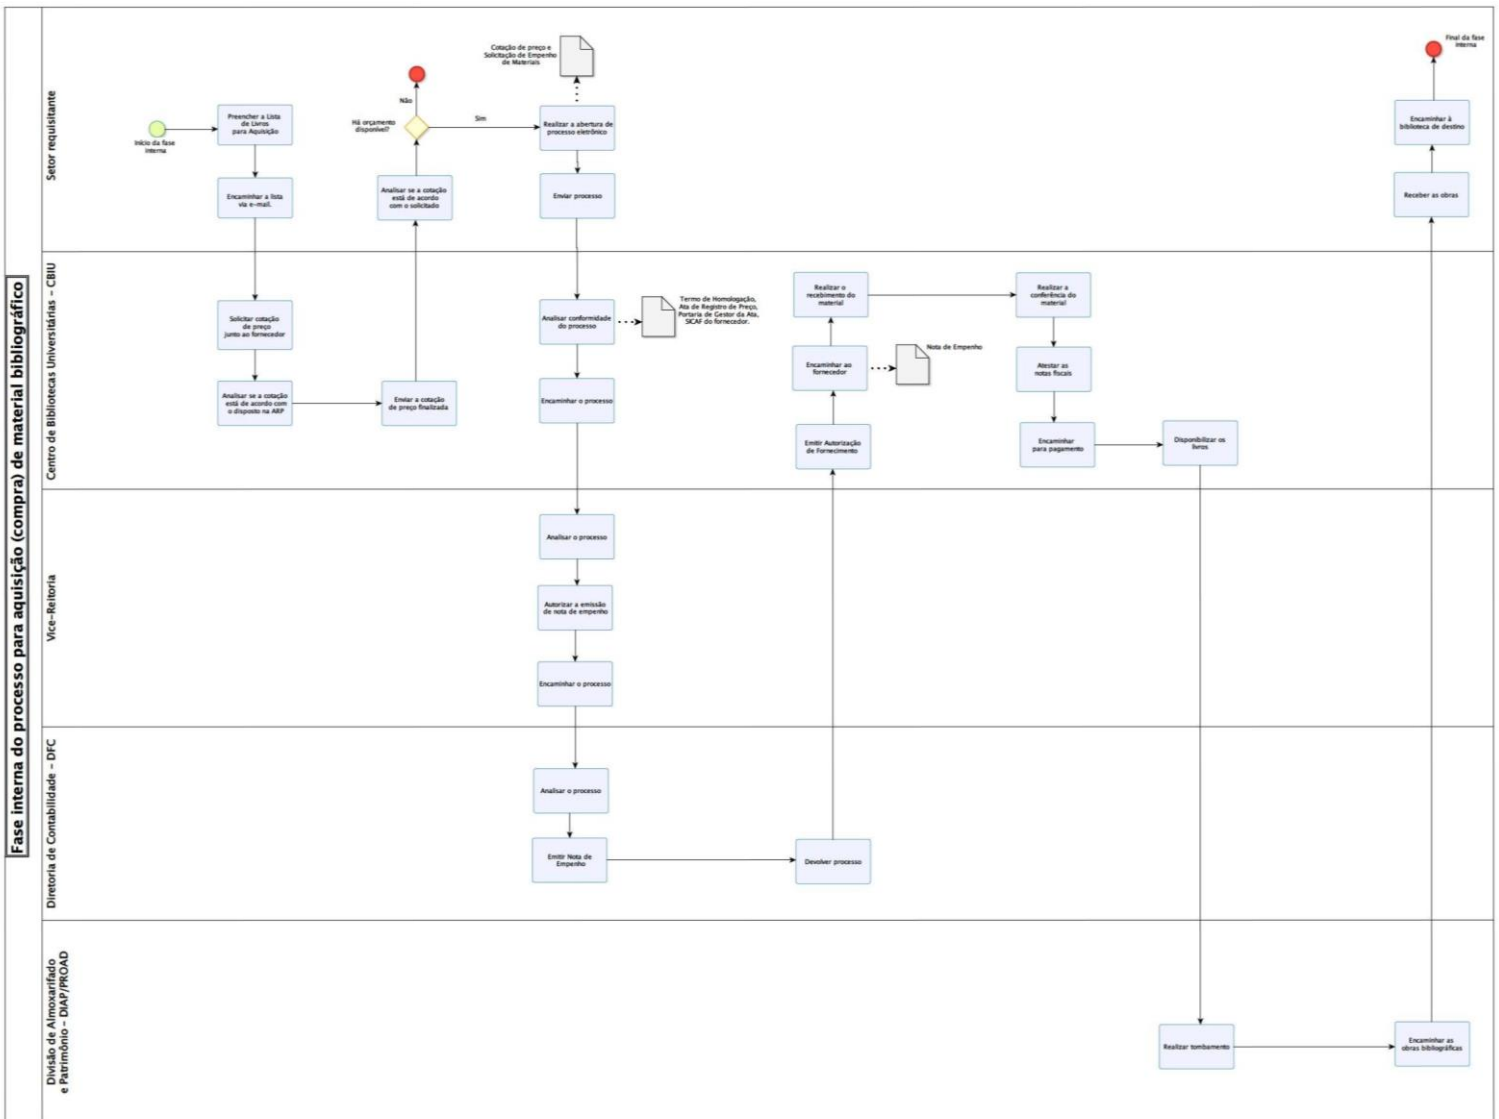 Fase interna do processo para aquisição (compra) de material bibliográfico
Setor requisitante
Início da fase
interna
Preencher a Lista
de Livros
para Aquisição
Encaminhar a lista
via e-mail.
Não
Há orçamento
disponível?
Sim
Analisar se a cotação
está de acordo
com o solicitado
Cotação de preço e
Solicitação de Empenho
de Materiais
Realizar a abertura de
processo eletrônico
Enviar processo
Final da fase
interna
Encaminhar à
biblioteca de destino
Receber as obras
Centro de Bibliotecas Universitárias - CBIU
Solicitar cotação
de preço
junto ao fornecedor
Analisar se a cotação
está de acordo com
o disposto na ARP
Enviar a cotação
de preço finalizada
Analisar conformidade
do processo
Termo de Homologação,
Ata de Registro de Preço,
Portaria de Gestor da Ata,
SICAF do fornecedor.
Encaminhar o processo
Realizar o
recebimento do
material
Encaminhar ao
fornecedor
Nota de Empenho
Emitir Autorização
de Fornecimento
Realizar a
conferência do
material
Atestar as
notas fiscais
Encaminhar
para pagamento
Disponibilizar os
livros
Vice-Reitoria
Analisar o processo
Autorizar a emissão
de nota de empenho
Encaminhar o processo
Diretoria de Contabilidade - DFC
Analisar o processo
Emitir Nota de
Empenho
Devolver processo
Divisão de Almoxarifado
e Patrimônio - DIAP/PROAD
Realizar tombamento
Encaminhar as
obras bibliográficas